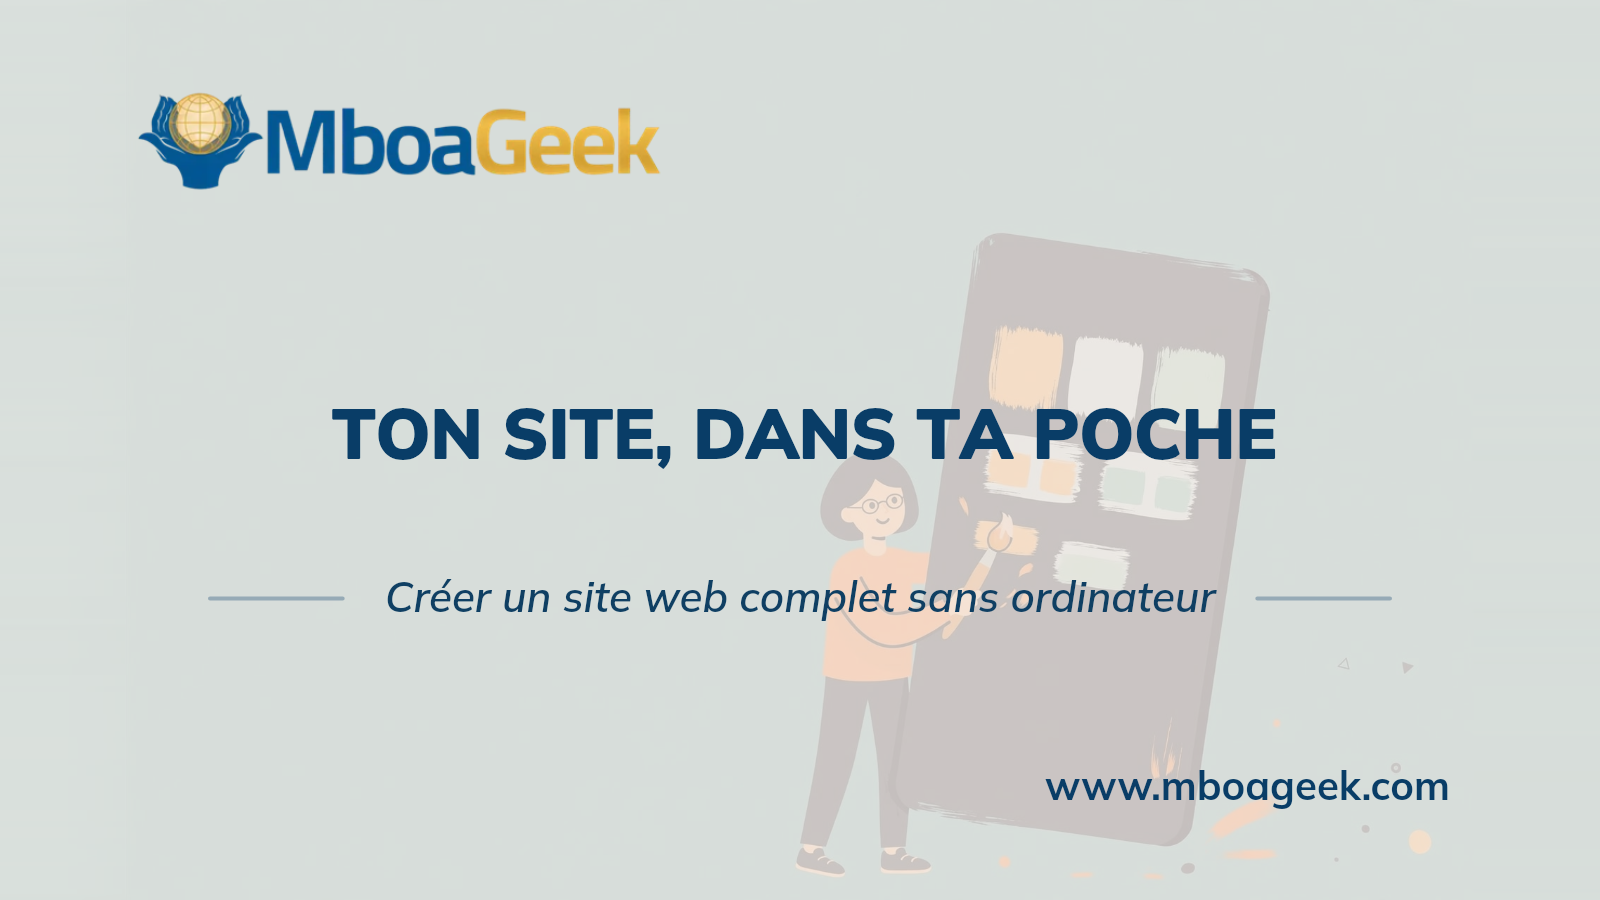 MboaGeek
TON SITE, DANS TA POCHE
Créer un site web complet sans ordinateur
www.mboageek.com